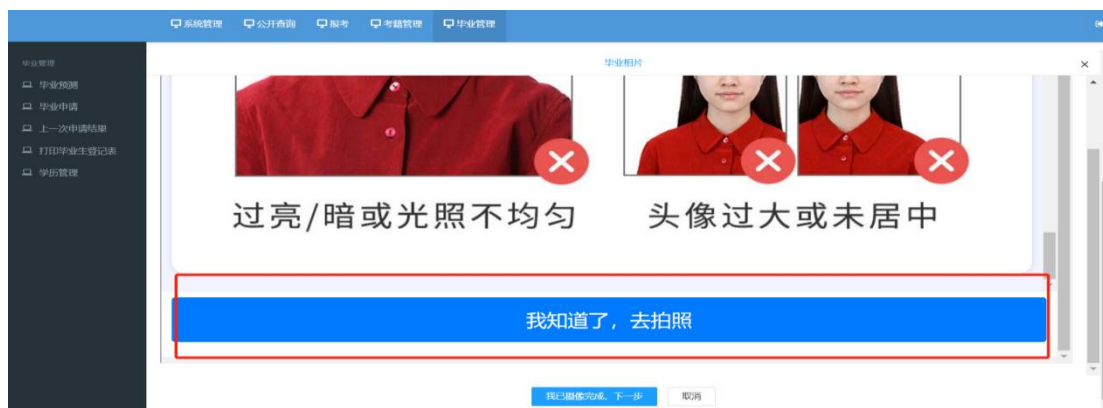 系统管理 公开查询 报考 考籍管理 毕业管理
毕业管理
毕业预测
毕业申请
上一次申请结果
打印毕业生登记表
学历管理
毕业相片
过亮/暗或光照不均匀 头像过大或未居中
我知道了，去拍照
我已摄像完成、下一步 取消